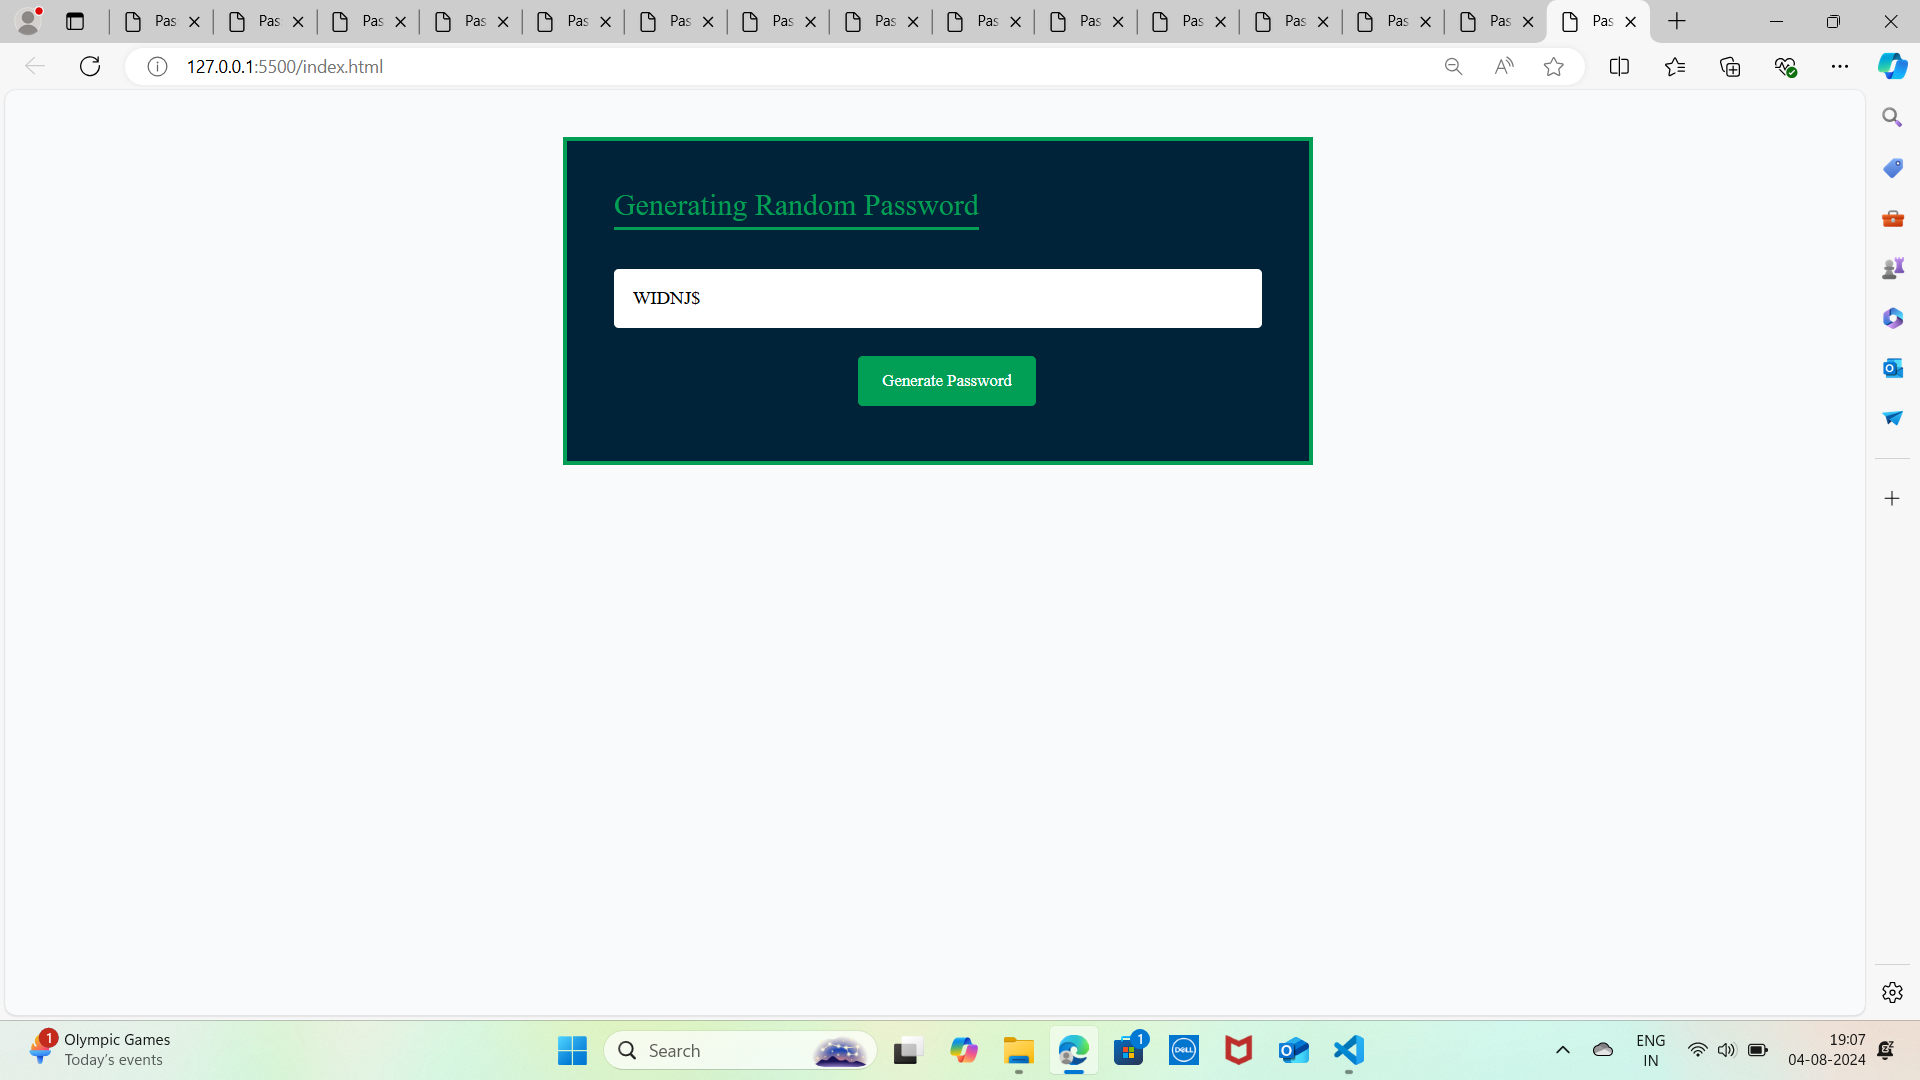 Pas Pas Pas Pas Pas Pas Pas Pas Pas Pas Pas Pas Pas Pas Pas
127.0.0.1:5500/index.html
Generating Random Password
WIDNJ$
Generate Password
1
Olympic Games
Today's events
Search
1
DELL
ENG
IN
19:07
04-08-2024